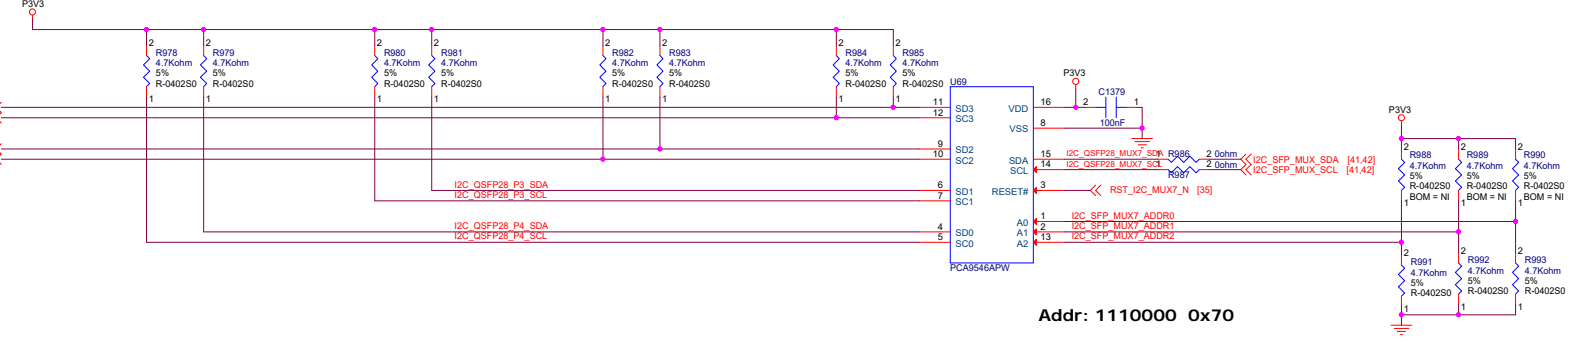 P3V3
2 R978 4.7Kohm 5% R-0402S0 1
2 R979 4.7Kohm 5% R-0402S0 1
2 R980 4.7Kohm 5% R-0402S0 1
2 R981 4.7Kohm 5% R-0402S0 1
2 R982 4.7Kohm 5% R-0402S0 1
2 R983 4.7Kohm 5% R-0402S0 1
2 R984 4.7Kohm 5% R-0402S0 1
2 R985 4.7Kohm 5% R-0402S0 1
U69
11 SD3
12 SC3
9 SD2
10 SC2
I2C_QSFP28_P3_SDA 6 SD1
I2C_QSFP28_P3_SCL 7 SC1
I2C_QSFP28_P4_SDA 4 SD0
I2C_QSFP28_P4_SCL 5 SC0
VDD 16
VSS 8
SDA 15 I2C_QSFP28_MUX7_SDA 1 R986 2 0ohm I2C_SFP_MUX_SDA [41,42]
SCL 14 I2C_QSFP28_MUX7_SCL 1 R987 2 0ohm I2C_SFP_MUX_SCL [41,42]
RESET# 3 RST_I2C_MUX7_N [35]
A0 1 I2C_SFP_MUX7_ADDR0
A1 2 I2C_SFP_MUX7_ADDR1
A2 13 I2C_SFP_MUX7_ADDR2
PCA9546APW
P3V3
2 C1379 1
100nF
P3V3
2 R988 4.7Kohm 5% R-0402S0 BOM = NI 1
2 R989 4.7Kohm 5% R-0402S0 BOM = NI 1
2 R990 4.7Kohm 5% R-0402S0 BOM = NI 1
2 R991 4.7Kohm 5% R-0402S0 1
2 R992 4.7Kohm 5% R-0402S0 1
2 R993 4.7Kohm 5% R-0402S0 1
Addr: 1110000 0x70